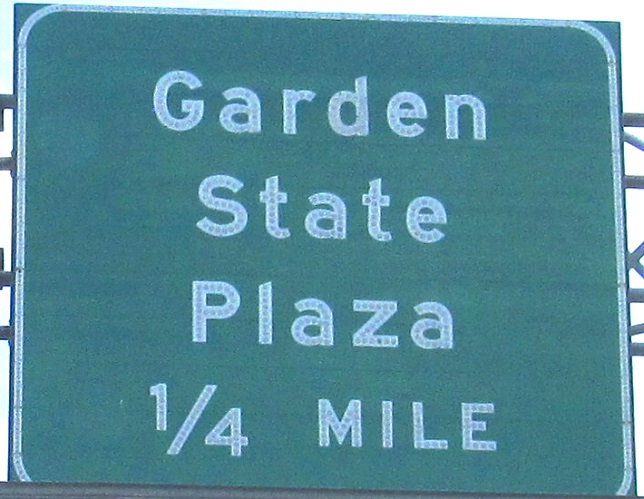 Garden
State
Plaza
1/4 MILE